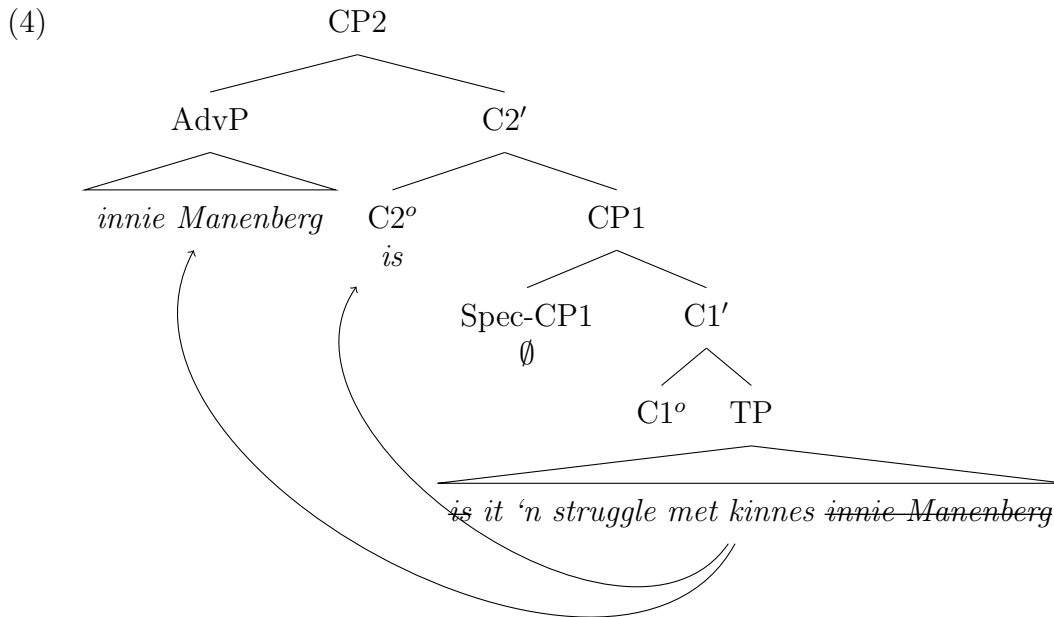 (4) CP2
AdvP C2′
innie Manenberg C2ᵒ CP1
is
Spec-CP1 C1′
∅
C1ᵒ TP
is it ‘n struggle met kinnes innie Manenberg